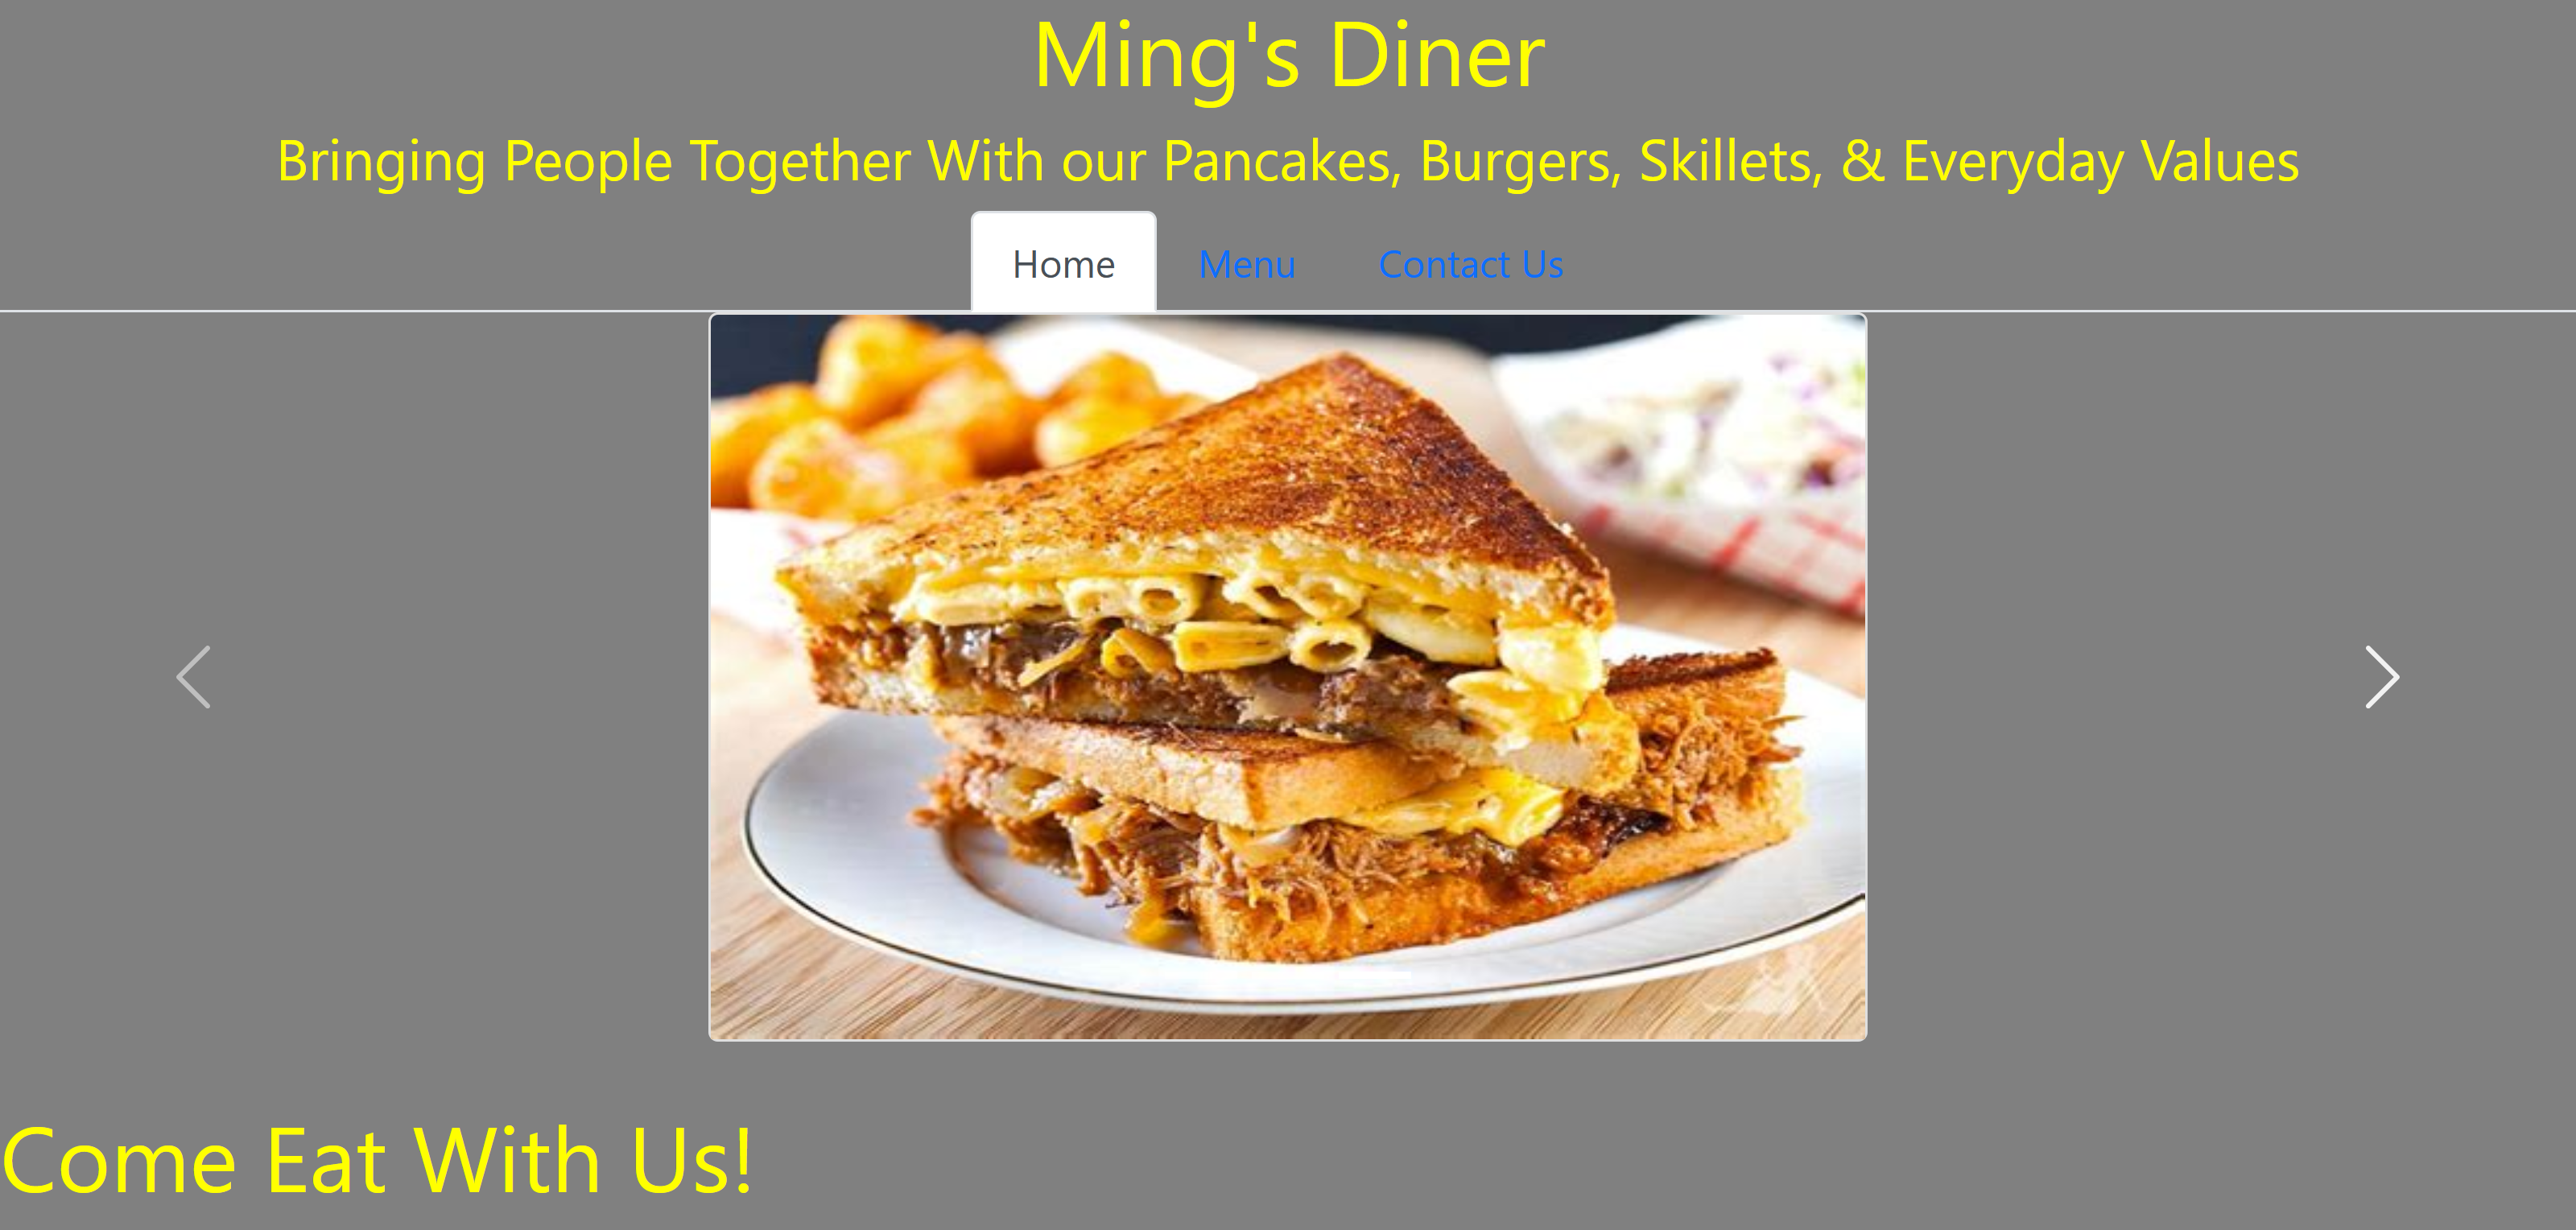 Ming's Diner
Bringing People Together With our Pancakes, Burgers, Skillets, & Everyday Values
Home Menu Contact Us
Come Eat With Us!